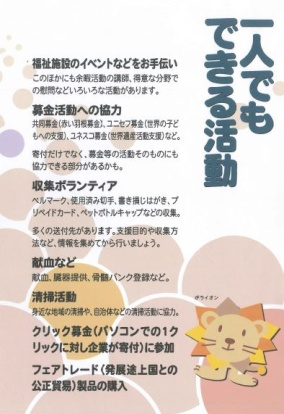 一人でも
できる活動
福祉施設のイベントなどをお手伝い
このほかにも余暇活動の講師、得意な分野で
の慰問などいろいろな活動があります。
募金活動への協力
共同募金(赤い羽根募金)、ユニセフ募金(世界の子ど
もへの支援)、ユネスコ募金(世界遺産活動支援)など。
寄付だけでなく、募金等の活動そのものにも
協力できる部分があるかも。
収集ボランティア
ベルマーク、使用済み切手、書き損じはがき、プ
リペイドカード、ペットボトルキャップなどの収集。
多くの送付先があります。支援目的や収集方
法など、情報を集めてから行いましょう。
献血など
献血、臓器提供、骨髄バンク登録など。
清掃活動
身近な地域の清掃や、自治体などの清掃活動に協力。
クリック募金(パソコンでの1ク
リックに対し企業が寄付)に参加
フェアトレード(発展途上国との
公正貿易)製品の購入
ボライオン